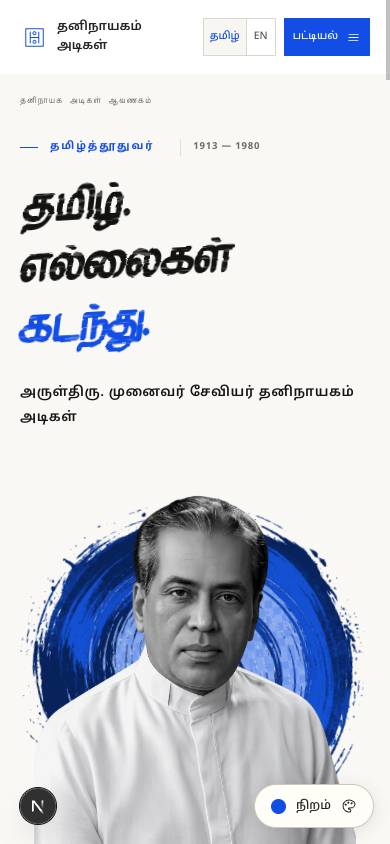 தனிநாயகம்
அடிகள்
தமிழ் EN பட்டியல்
தனிநாயக அடிகள் ஆவணகம்
தமிழ்த்தூதுவர் 1913 — 1980
தமிழ்.
எல்லைகள்
கடந்து.
அருள்திரு. முனைவர் சேவியர் தனிநாயகம்
அடிகள்
N நிறம்